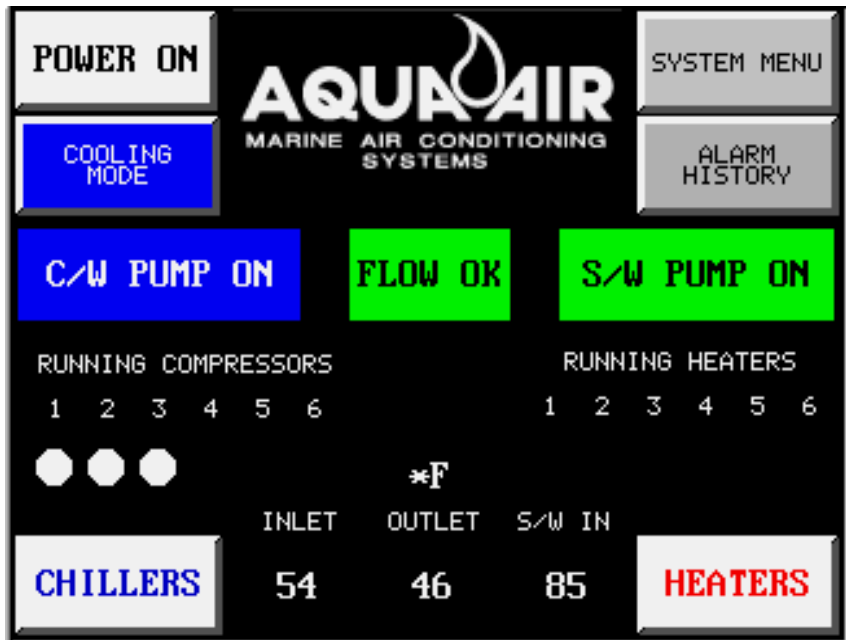 POWER ON
AQUA AIR
MARINE AIR CONDITIONING
SYSTEMS
SYSTEM MENU
COOLING
MODE
ALARM
HISTORY
C/W PUMP ON
FLOW OK
S/W PUMP ON
RUNNING COMPRESSORS
RUNNING HEATERS
1 2 3 4 5 6
1 2 3 4 5 6
*F
INLET OUTLET S/W IN
CHILLERS
54 46 85
HEATERS